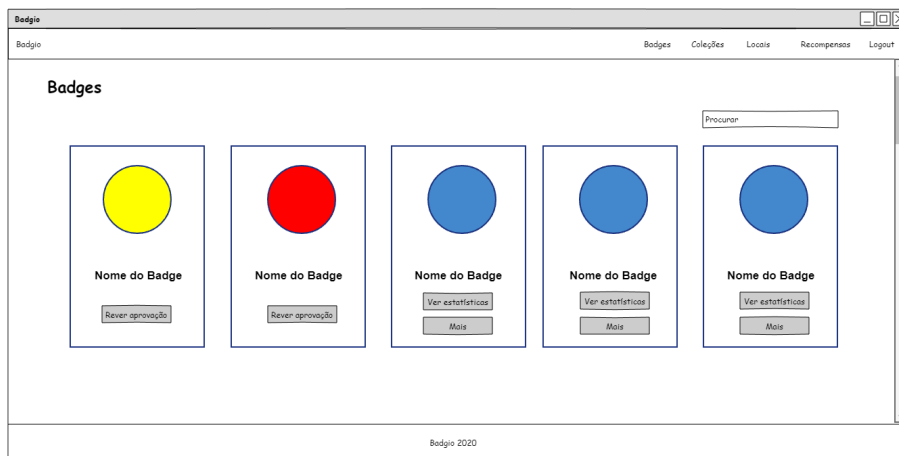 Badgio
Badgio Badges Coleções Locais Recompensas Logout
Badges
Procurar
Nome do Badge Nome do Badge Nome do Badge Nome do Badge Nome do Badge
Rever aprovação Rever aprovação Ver estatísticas Ver estatísticas Ver estatísticas
Mais Mais Mais
Badgio 2020